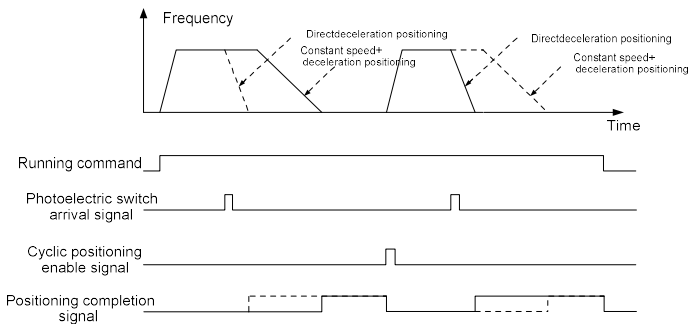 Frequency
Directdeceleration positioning
Constant speed+
deceleration positioning
Directdeceleration positioning
Constant speed+
deceleration positioning
Time
Running command
Photoelectric switch
arrival signal
Cyclic positioning
enable signal
Positioning completion
signal